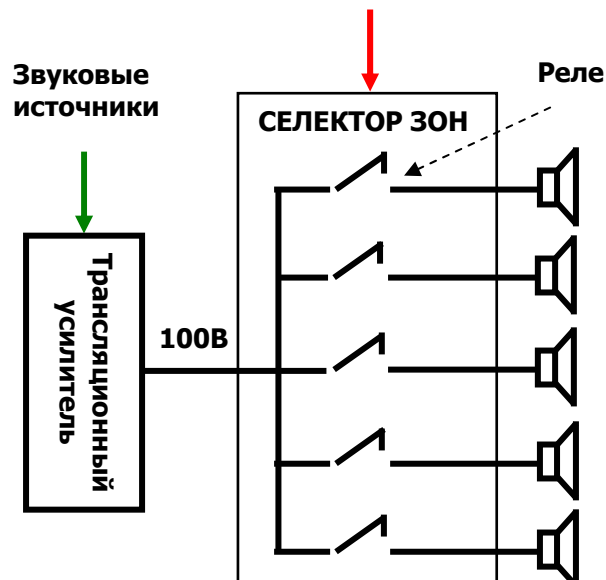 Звуковые
источники
Реле
СЕЛЕКТОР ЗОН
100В
Трансляционный
усилитель